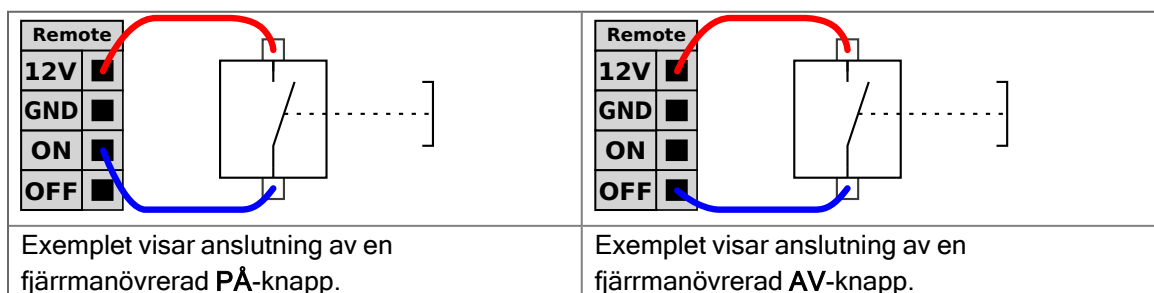 Remote
12V
GND
ON
OFF
Exemplet visar anslutning av en
fjärrmanövrerad PÅ-knapp.
Remote
12V
GND
ON
OFF
Exemplet visar anslutning av en
fjärrmanövrerad AV-knapp.